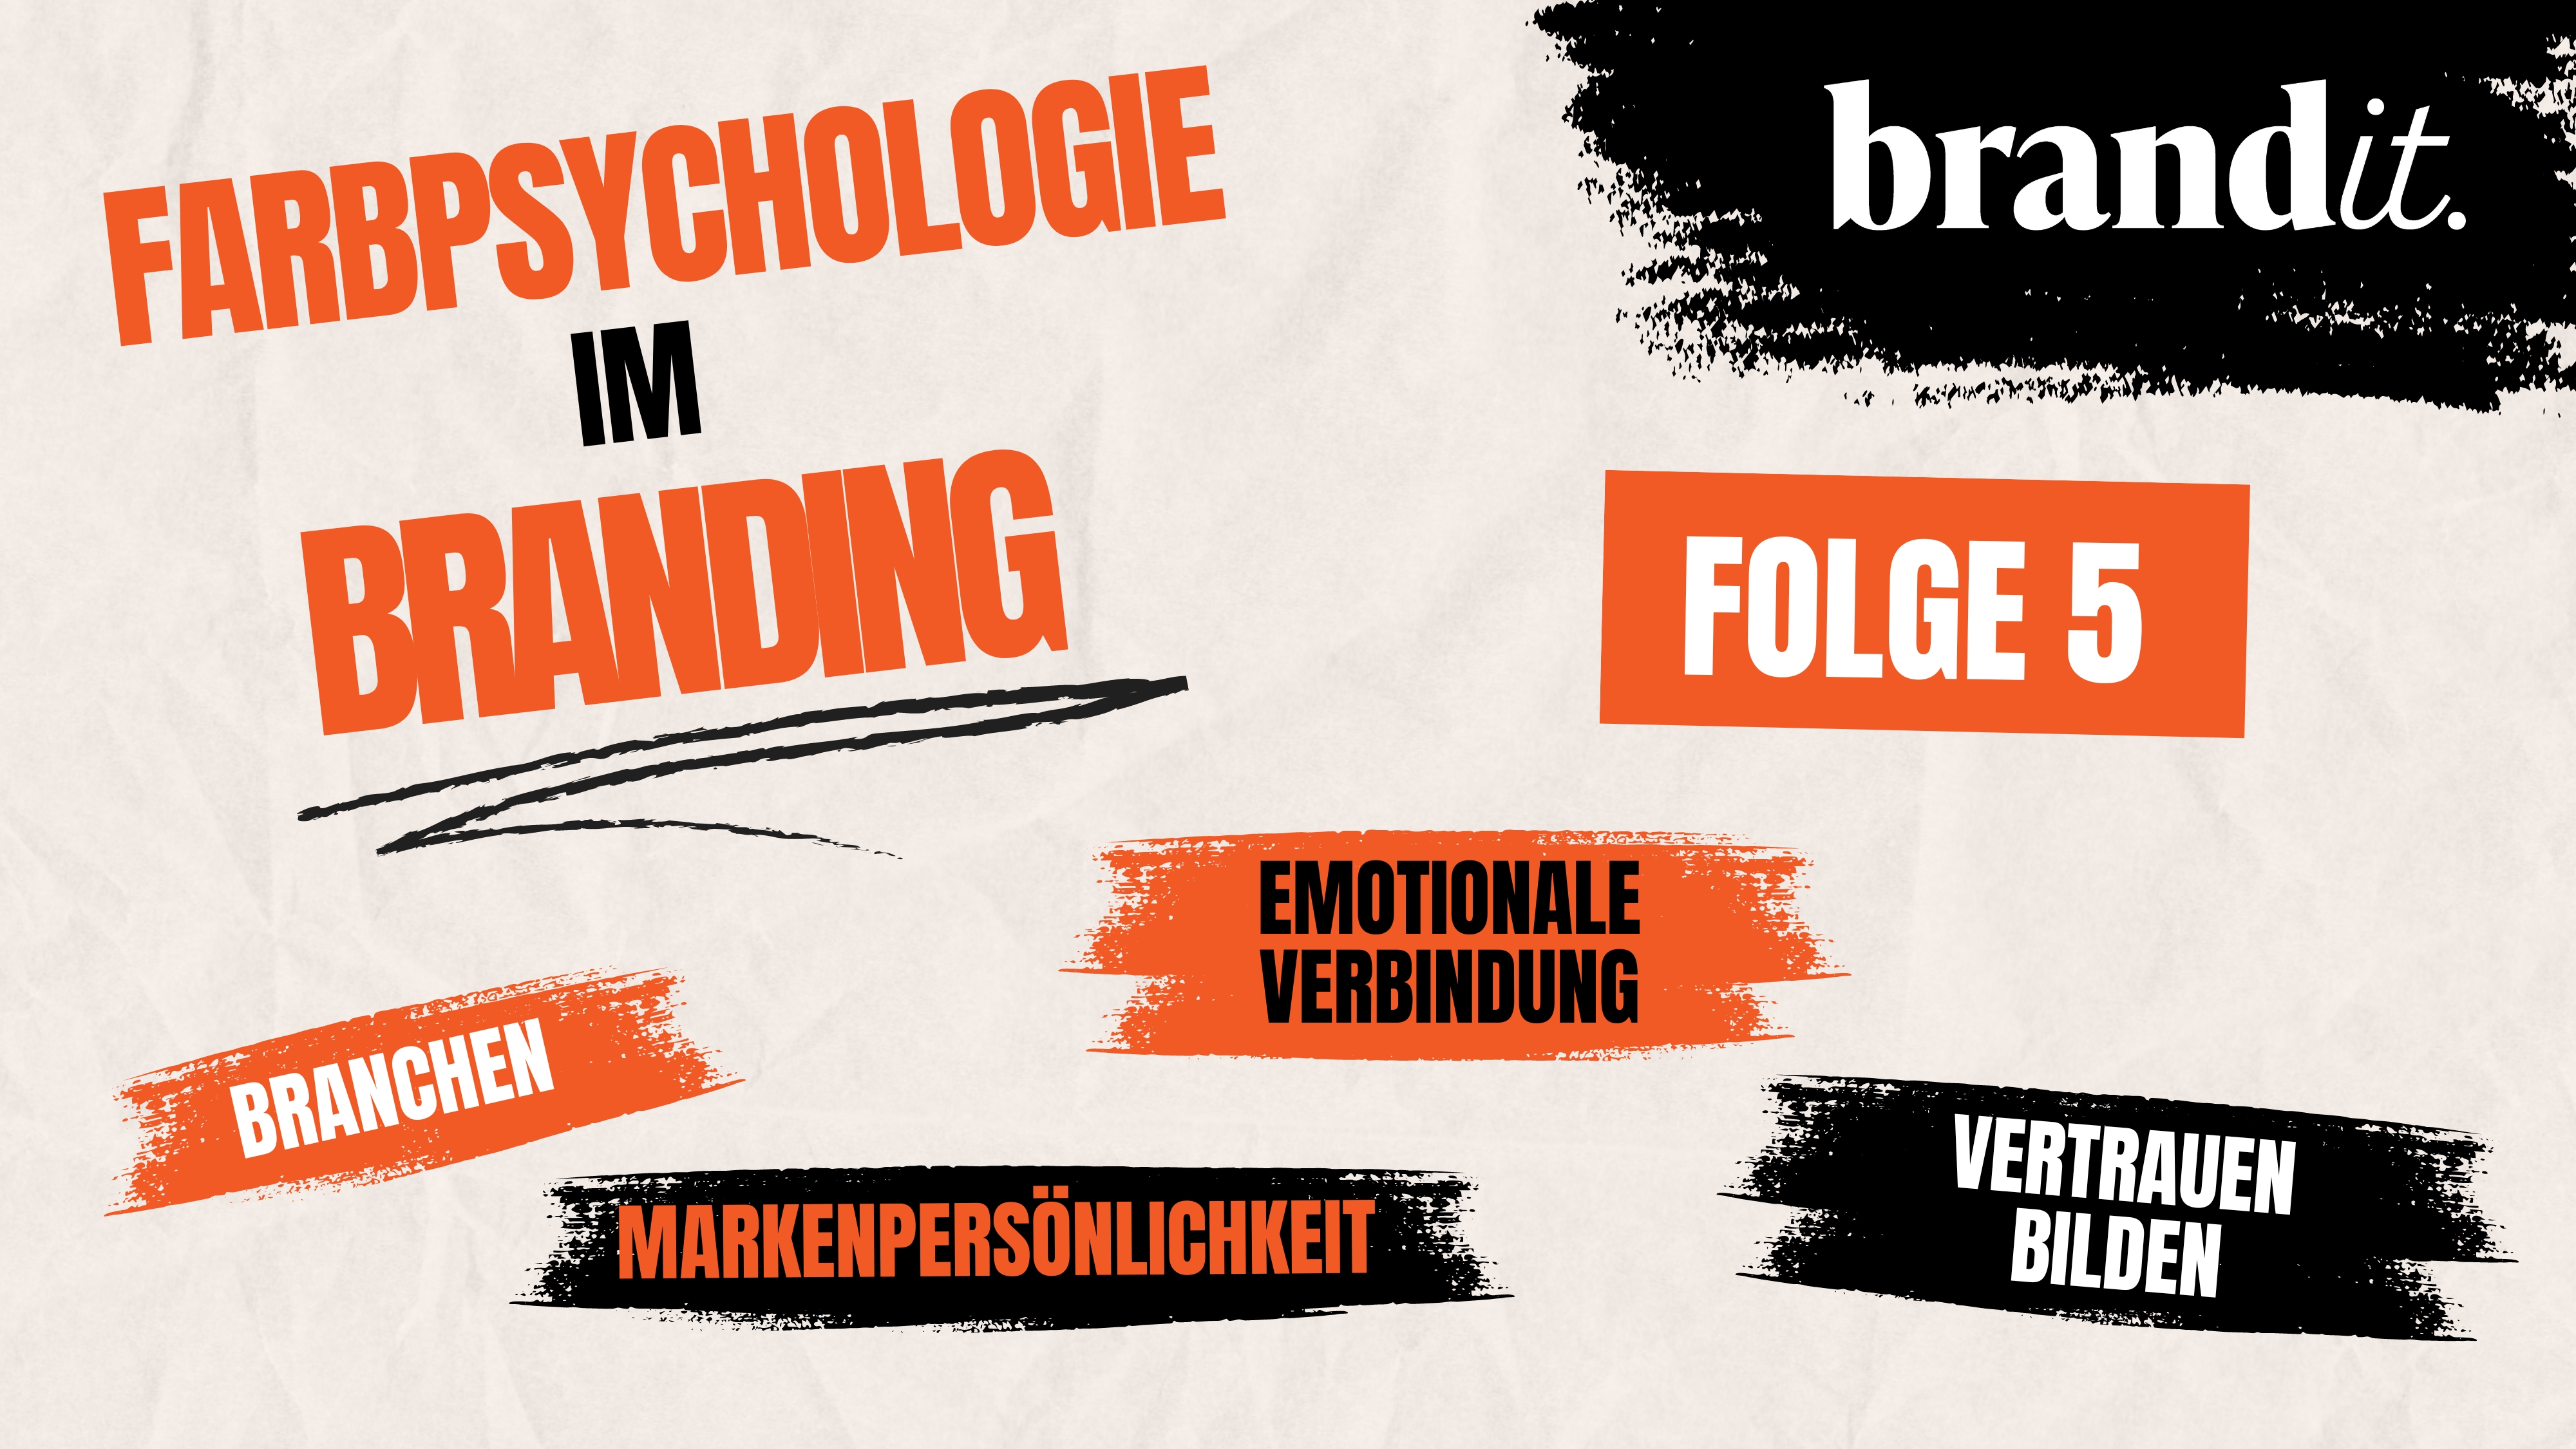 FARBPSYCHOLOGIE
IM
BRANDING
brandit.
FOLGE 5
EMOTIONALE
VERBINDUNG
BRANCHEN
MARKENPERSÖNLICHKEIT
VERTRAUEN
BILDEN